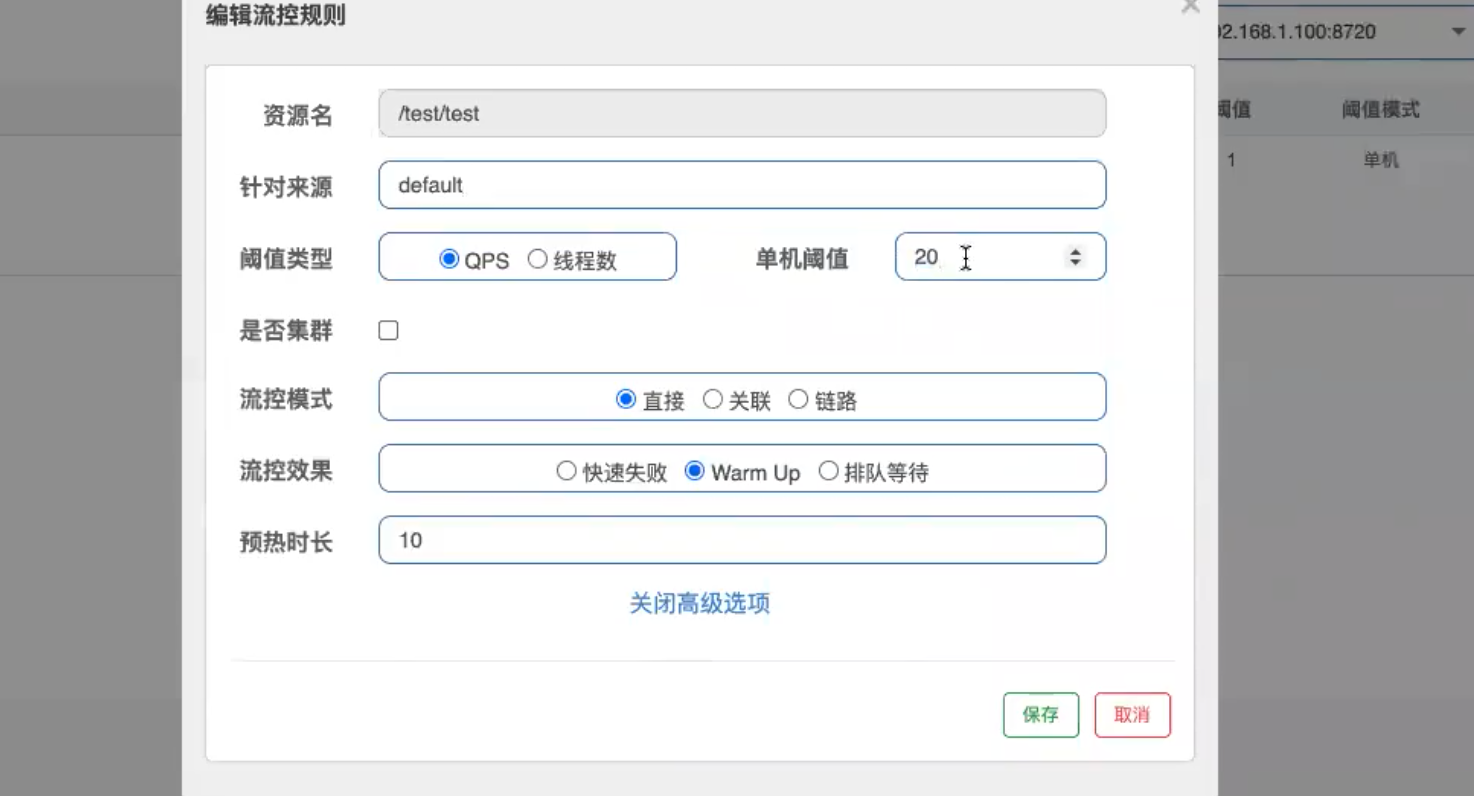 编辑流控规则
×
02.168.1.100:8720
资源名 /test/test
阈值 阈值模式
针对来源 default
1 单机
阈值类型 QPS 线程数 单机阈值 20
是否集群
流控模式 直接 关联 链路
流控效果 快速失败 Warm Up 排队等待
预热时长 10
关闭高级选项
保存 取消